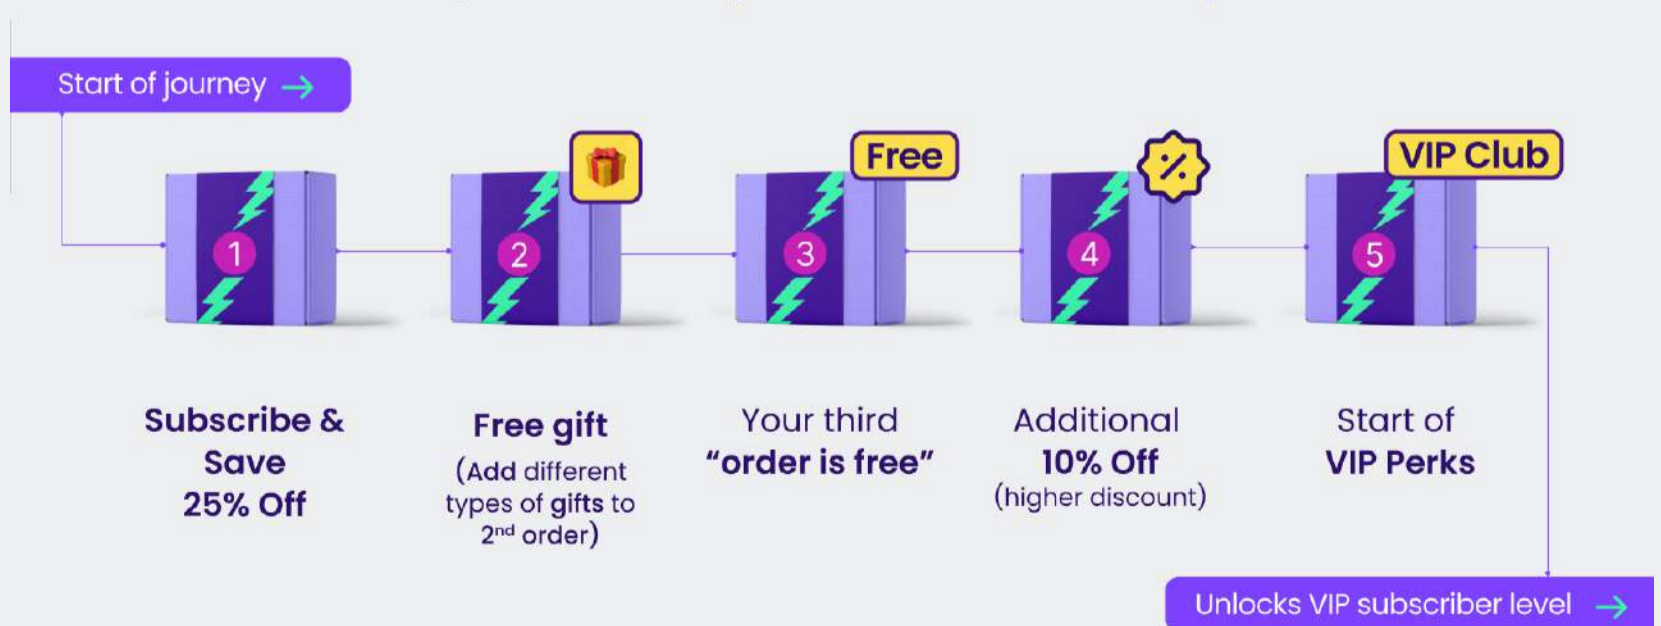 Start of journey →
Free
VIP Club
1
2
3
4
5
Subscribe &
Save
25% Off
Free gift
(Add different
types of gifts to
2nd order)
Your third
“order is free”
Additional
10% Off
(higher discount)
Start of
VIP Perks
Unlocks VIP subscriber level →